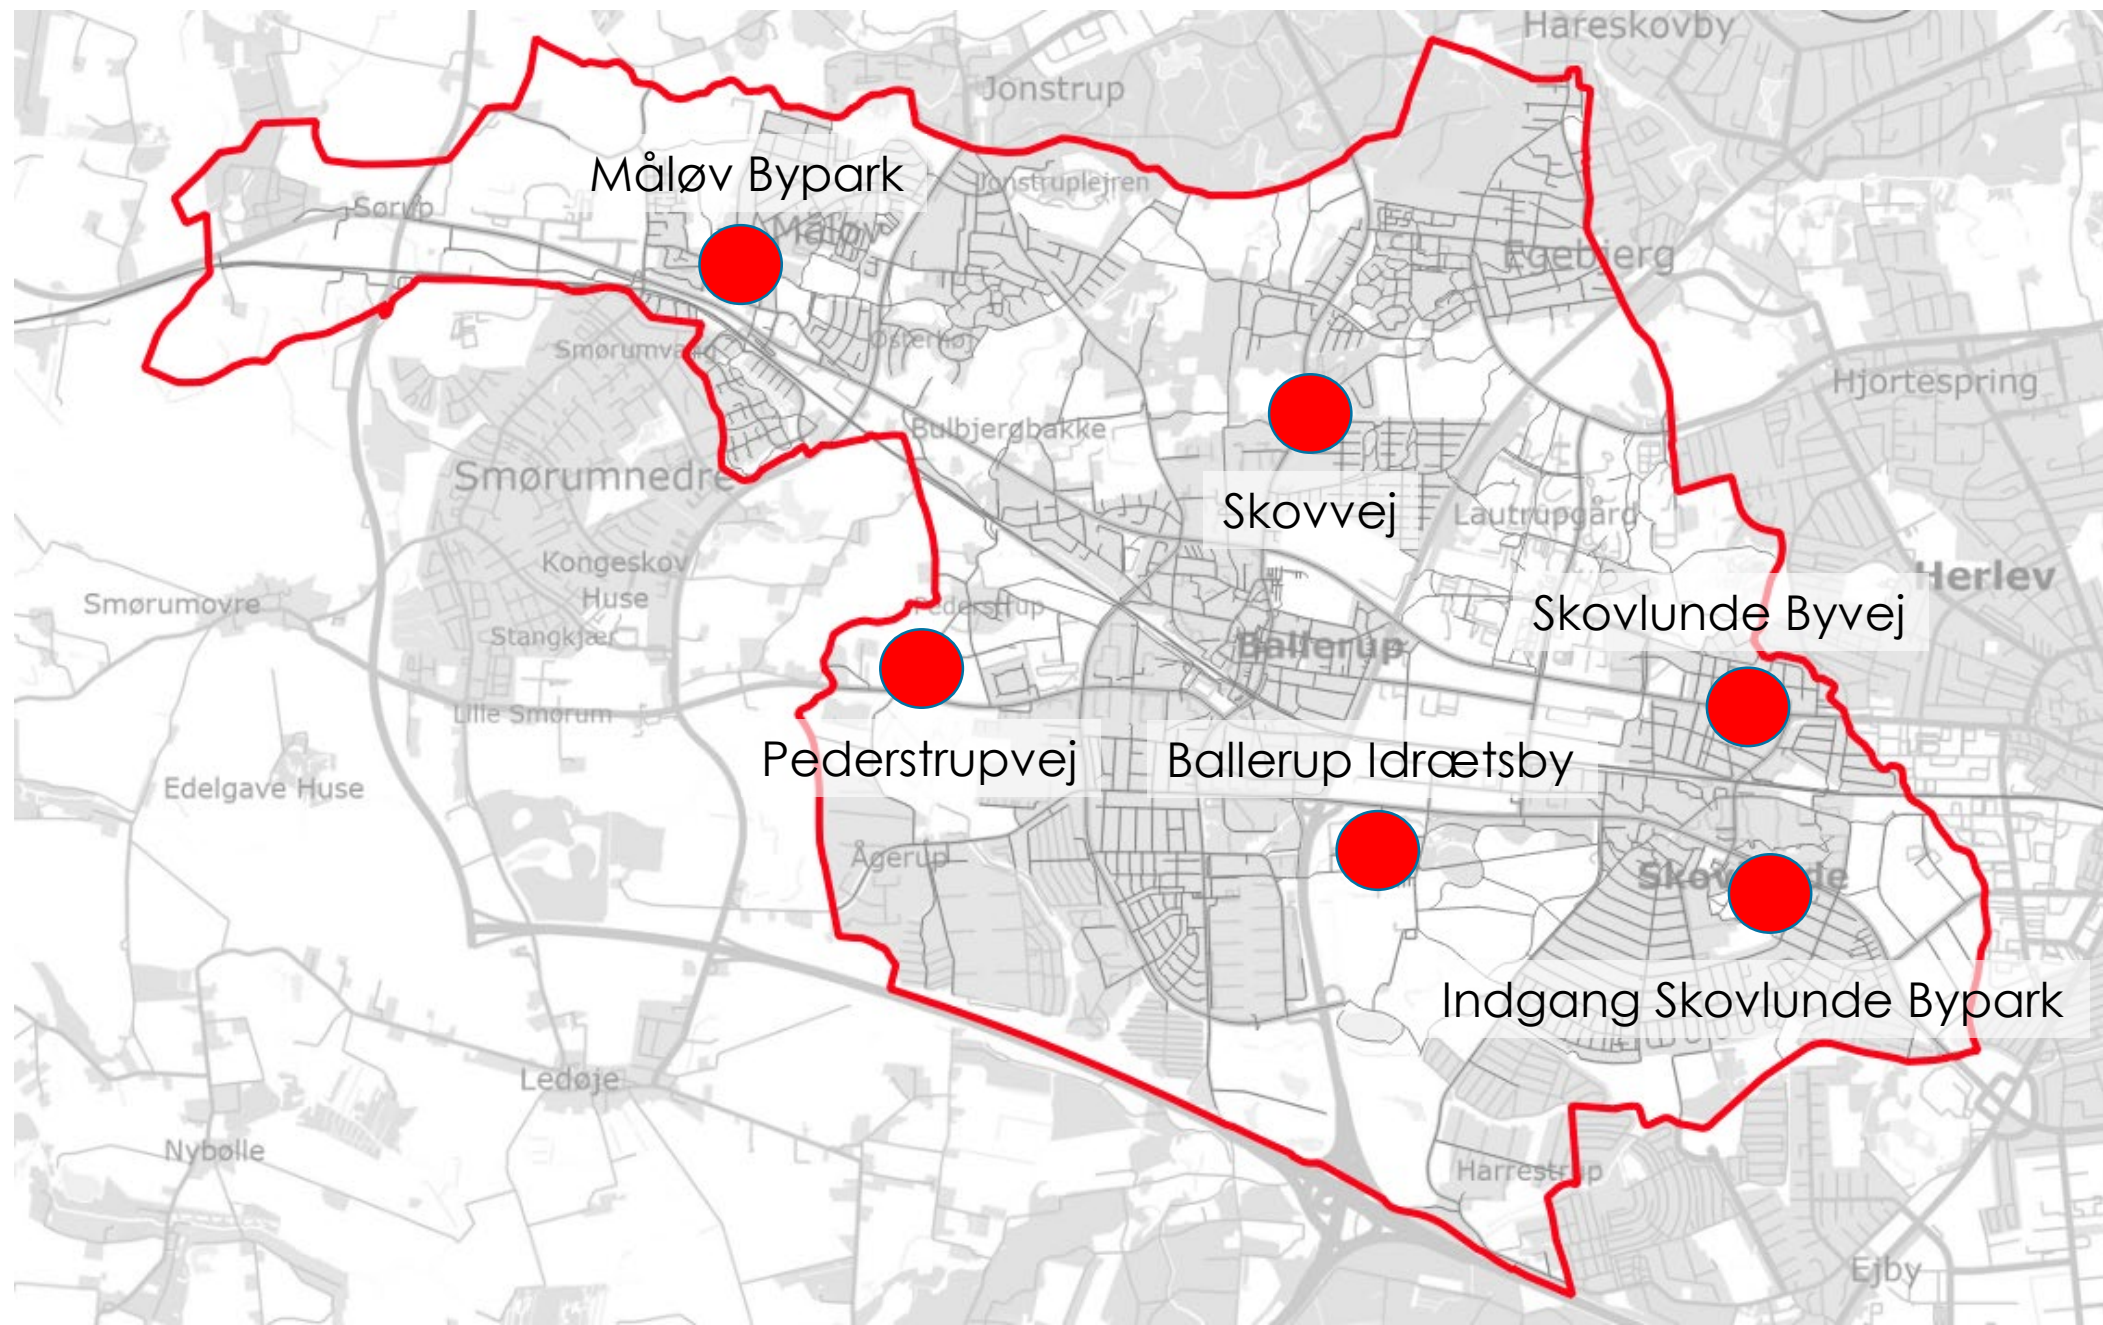 Hareskovby
Jonstrup
Måløv Bypark
Jonstruplejren
Sørup
Måløv
Egebjerg
Smørumvang
Østerhøj
Hjortespring
Bulbjergbakke
Smørumnedre
Skovvej
Lautrupgård
Kongeskov
Huse
Herlev
Smørumovre
Pederstrup
Skovlunde Byvej
Stangkjær
Ballerup
Lille Smørum
Pederstrupvej
Ballerup Idrætsby
Edelgave Huse
Ågerup
Indgang Skovlunde Bypark
Ledøje
Nybølle
Harrestrup
Ejby